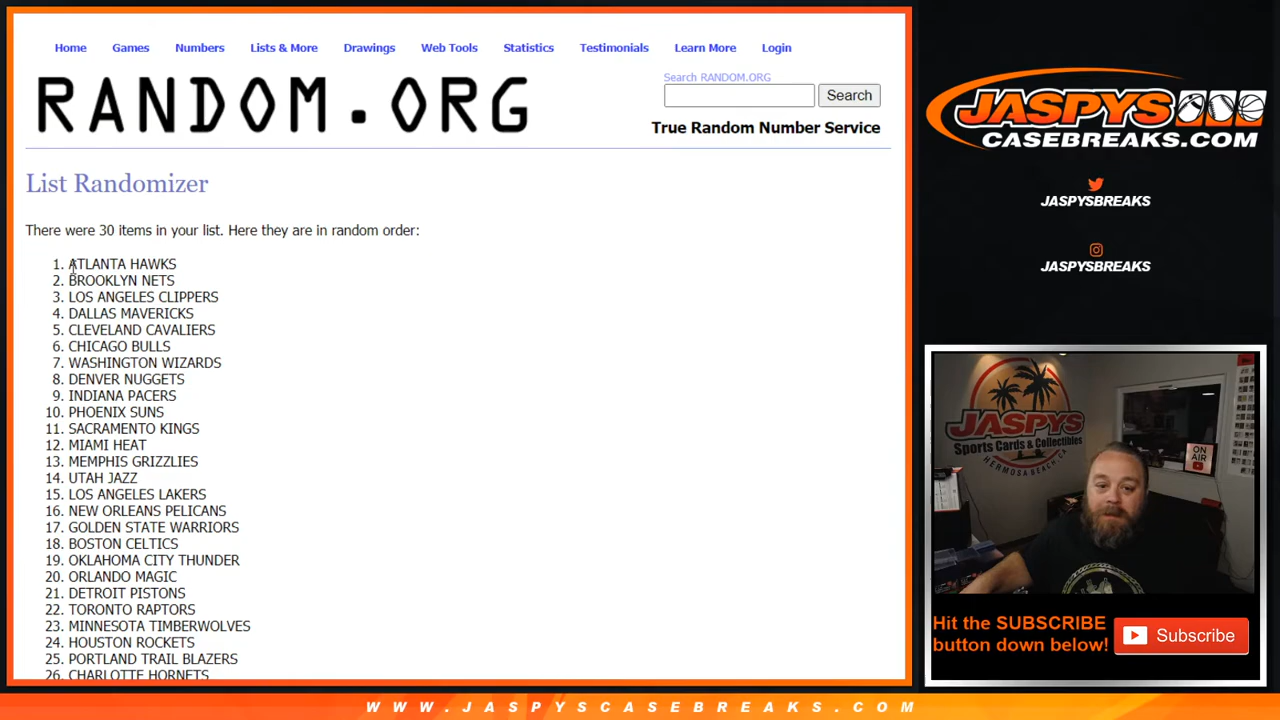 Home Games Numbers Lists & More Drawings Web Tools Statistics Testimonials Learn More Login
RANDOM.ORG
Search RANDOM.ORG
Search
True Random Number Service
List Randomizer
There were 30 items in your list. Here they are in random order:
1. ATLANTA HAWKS
2. BROOKLYN NETS
3. LOS ANGELES CLIPPERS
4. DALLAS MAVERICKS
5. CLEVELAND CAVALIERS
6. CHICAGO BULLS
7. WASHINGTON WIZARDS
8. DENVER NUGGETS
9. INDIANA PACERS
10. PHOENIX SUNS
11. SACRAMENTO KINGS
12. MIAMI HEAT
13. MEMPHIS GRIZZLIES
14. UTAH JAZZ
15. LOS ANGELES LAKERS
16. NEW ORLEANS PELICANS
17. GOLDEN STATE WARRIORS
18. BOSTON CELTICS
19. OKLAHOMA CITY THUNDER
20. ORLANDO MAGIC
21. DETROIT PISTONS
22. TORONTO RAPTORS
23. MINNESOTA TIMBERWOLVES
24. HOUSTON ROCKETS
25. PORTLAND TRAIL BLAZERS
26. CHARLOTTE HORNETS
JASPYS
CASEBREAKS.COM
JASPYSBREAKS
JASPYSBREAKS
JASPYS
Sports Cards & Collectibles
HERMOSA BEACH, CA
ON
AIR
Hit the SUBSCRIBE
button down below!
Subscribe
WWW.JASPYSCASEBREAKS.COM